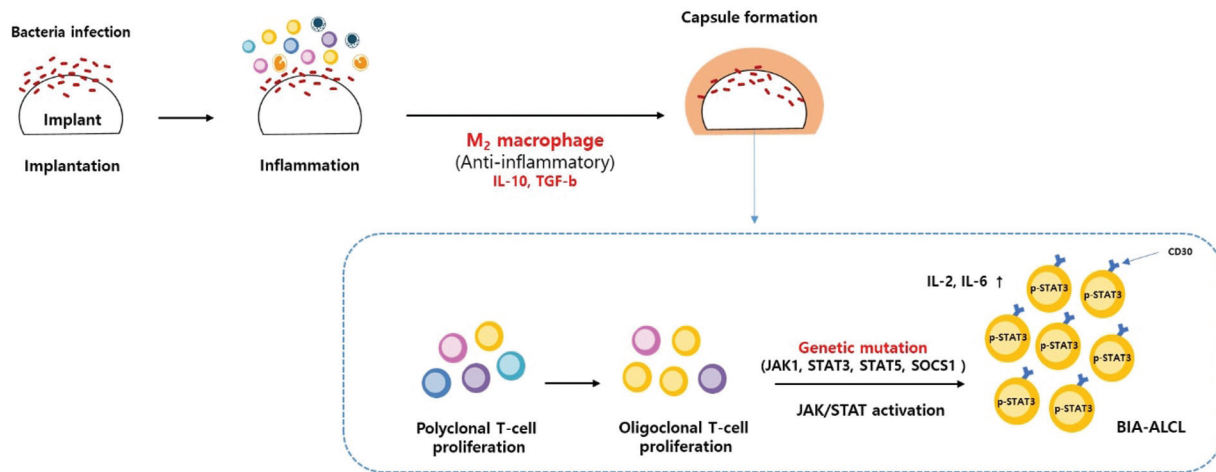 Bacteria infection
Implant
Implantation
Inflammation
M₂ macrophage
(Anti-inflammatory)
IL-10, TGF-b
Capsule formation
Polyclonal T-cell
proliferation
Oligoclonal T-cell
proliferation
Genetic mutation
(JAK1, STAT3, STAT5, SOCS1 )
JAK/STAT activation
IL-2, IL-6 ↑
CD30
p-STAT3
p-STAT3
p-STAT3
p-STAT3
p-STAT3
p-STAT3
p-STAT3
BIA-ALCL